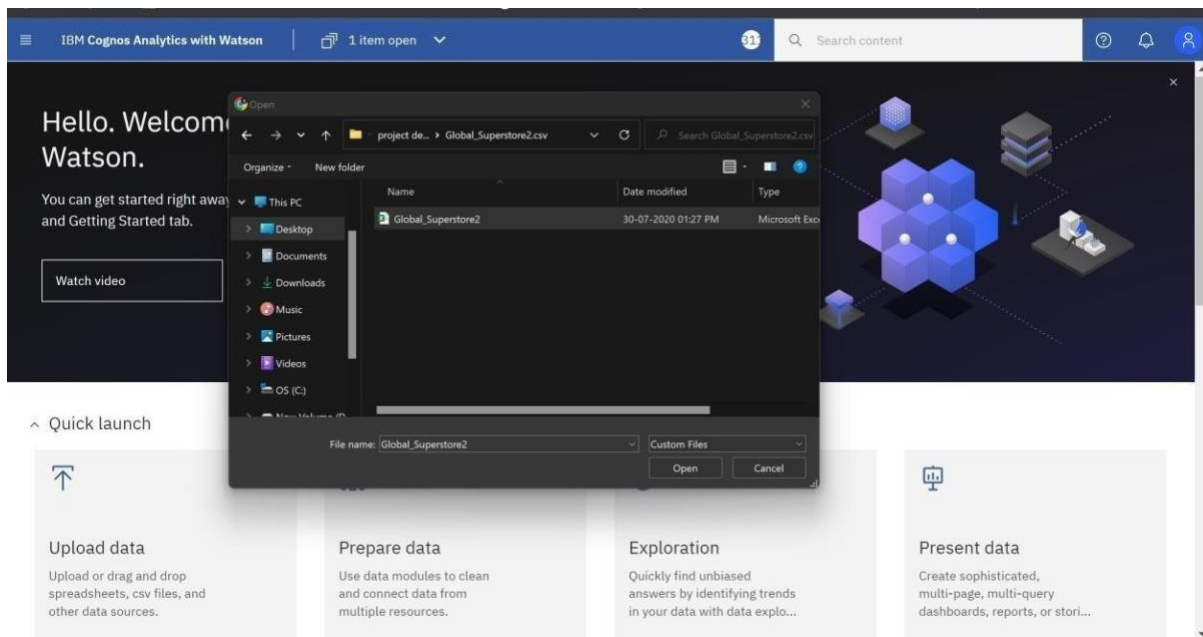 IBM Cognos Analytics with Watson
1 item open
Search content
Hello. Welcom
Watson.
You can get started right away
and Getting Started tab.
Watch video
Open
project de... > Global_Superstore2.csv
Search Global_Superstore2.csv
Organize
New folder
Name
Date modified
Type
This PC
Desktop
Documents
Downloads
Music
Pictures
Videos
OS (C:)
Global_Superstore2
30-07-2020 01:27 PM
Microsoft Exc
File name:
Global_Superstore2
Custom Files
Open
Cancel
Quick launch
Upload data
Upload or drag and drop
spreadsheets, csv files, and
other data sources.
Prepare data
Use data modules to clean
and connect data from
multiple resources.
Exploration
Quickly find unbiased
answers by identifying trends
in your data with data explo...
Present data
Create sophisticated,
multi-page, multi-query
dashboards, reports, or stori...